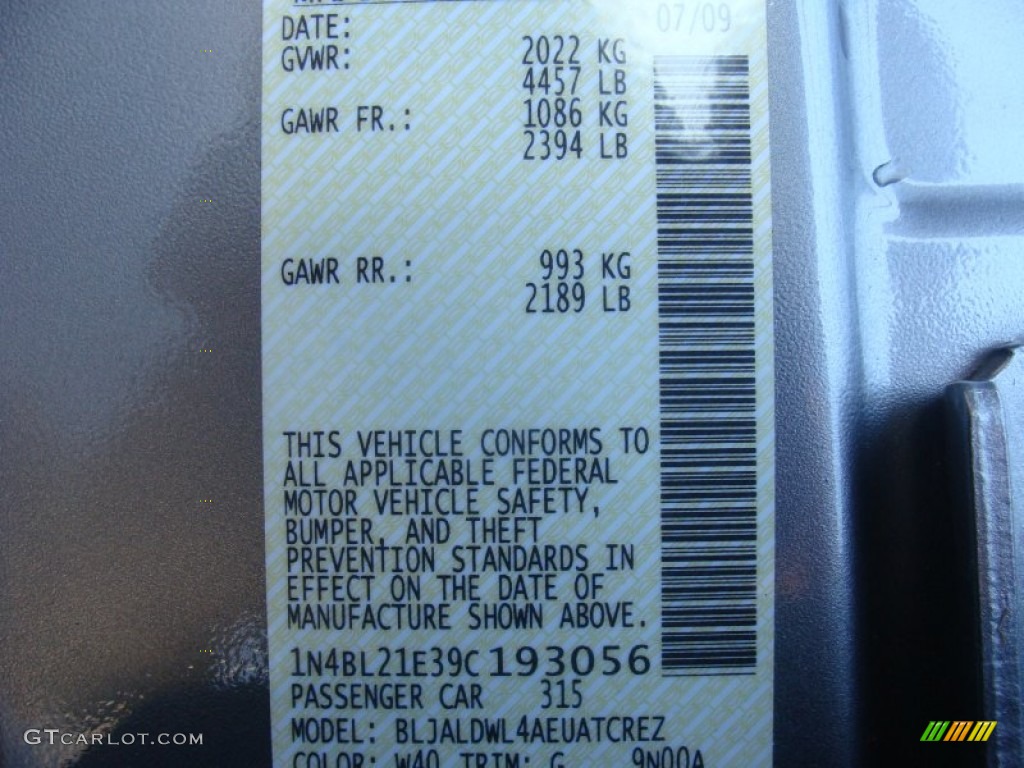 DATE: 07/09
GVWR: 2022 KG
4457 LB
GAWR FR.: 1086 KG
2394 LB
GAWR RR.: 993 KG
2189 LB
THIS VEHICLE CONFORMS TO
ALL APPLICABLE FEDERAL
MOTOR VEHICLE SAFETY,
BUMPER, AND THEFT
PREVENTION STANDARDS IN
EFFECT ON THE DATE OF
MANUFACTURE SHOWN ABOVE.
1N4BL21E39C193056
PASSENGER CAR 315
MODEL: BLJALDWL4AEUATCREZ
COLOR: W40 TRIM: G 9N00A
GTCARLOT.COM